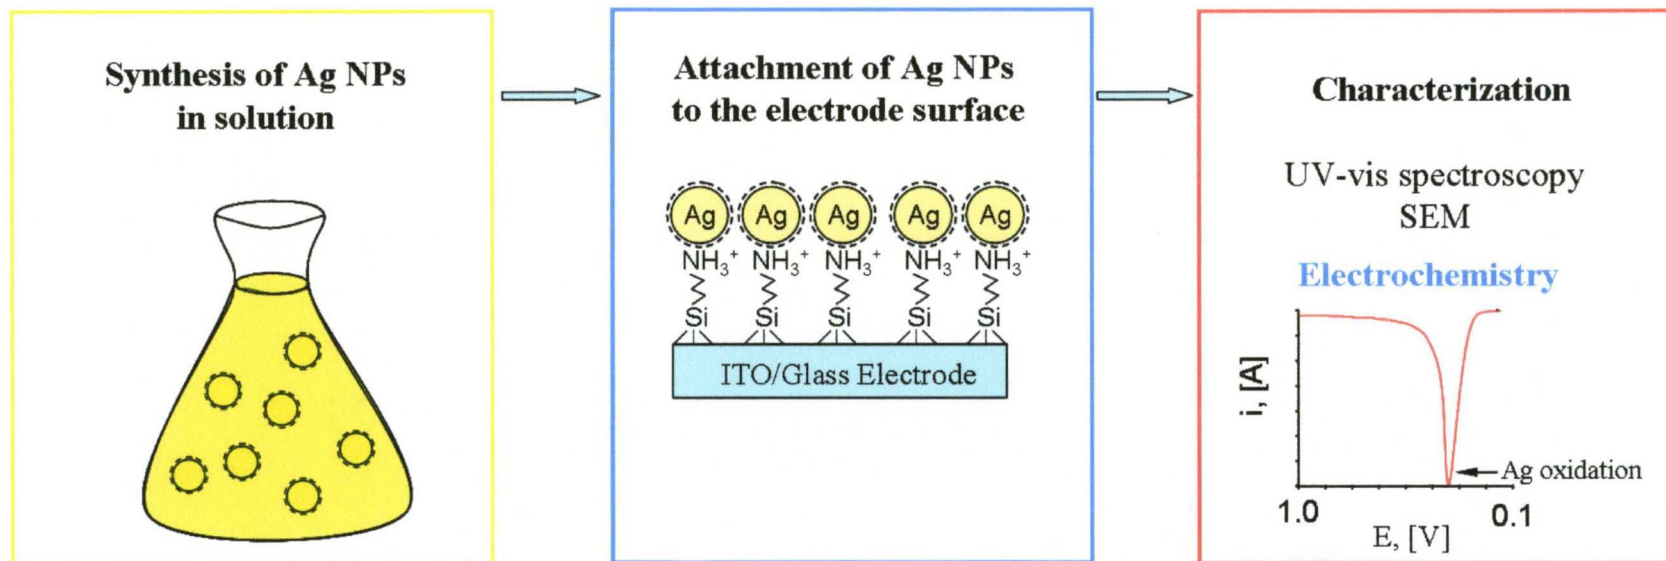 Synthesis of Ag NPs
in solution
Attachment of Ag NPs
to the electrode surface
Ag Ag Ag Ag Ag
NH₃⁺ NH₃⁺ NH₃⁺ NH₃⁺ NH₃⁺
Si Si Si Si Si
ITO/Glass Electrode
Characterization
UV-vis spectroscopy
SEM
Electrochemistry
i, [A]
Ag oxidation
1.0 0.1
E, [V]